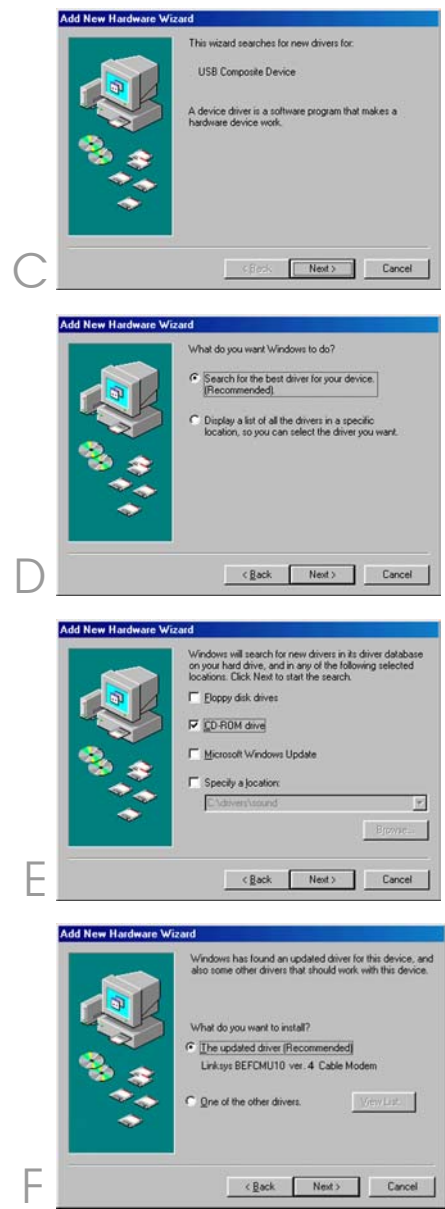 Add New Hardware Wizard
This wizard searches for new drivers for:
USB Composite Device
A device driver is a software program that makes a
hardware device work.
< Back
Next >
Cancel
C
Add New Hardware Wizard
What do you want Windows to do?
Search for the best driver for your device.
(Recommended).
Display a list of all the drivers in a specific
location, so you can select the driver you want.
< Back
Next >
Cancel
D
Add New Hardware Wizard
Windows will search for new drivers in its driver database
on your hard drive, and in any of the following selected
locations. Click Next to start the search.
Floppy disk drives
CD-ROM drive
Microsoft Windows Update
Specify a location:
C:\drivers\sound
Browse...
< Back
Next >
Cancel
E
Add New Hardware Wizard
Windows has found an updated driver for this device, and
also some other drivers that should work with this device.
What do you want to install?
The updated driver (Recommended)
Linksys BEFCMU10 ver. 4 Cable Modem
One of the other drivers.
View List...
< Back
Next >
Cancel
F